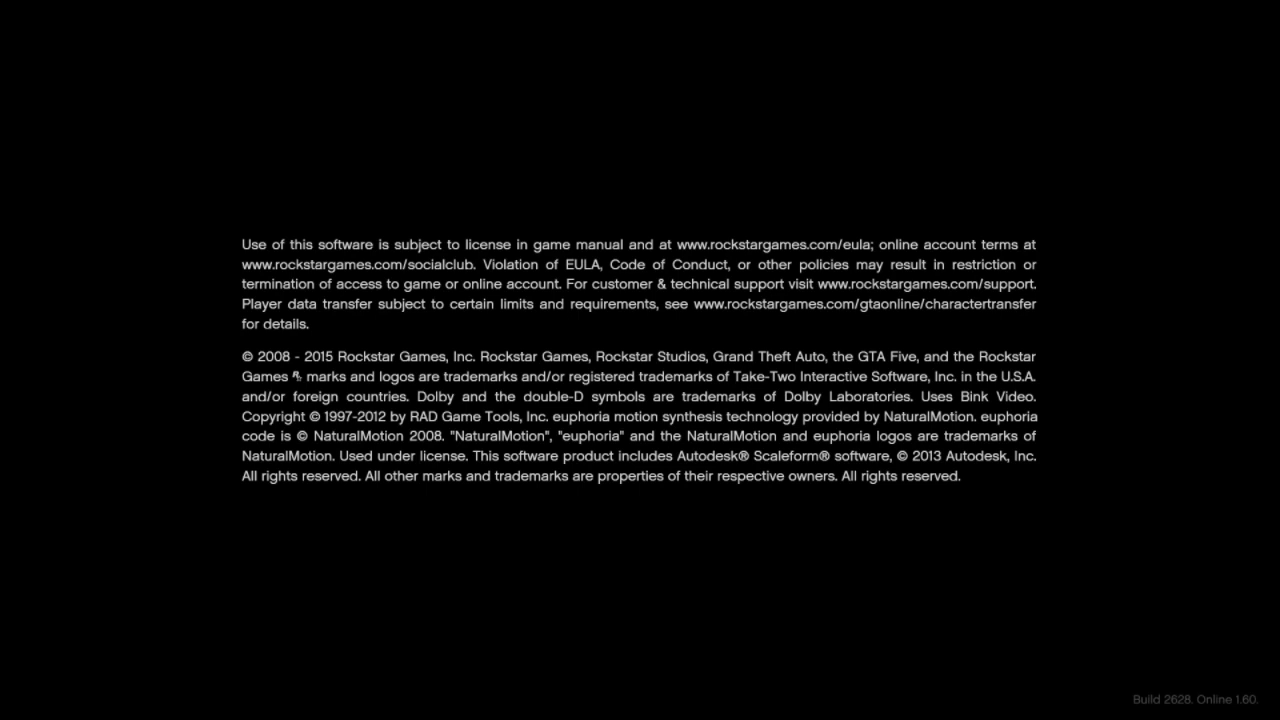 Use of this software is subject to license in game manual and at www.rockstargames.com/eula; online account terms at
www.rockstargames.com/socialclub. Violation of EULA, Code of Conduct, or other policies may result in restriction or
termination of access to game or online account. For customer & technical support visit www.rockstargames.com/support.
Player data transfer subject to certain limits and requirements, see www.rockstargames.com/gtaonline/charactertransfer
for details.
© 2008 - 2015 Rockstar Games, Inc. Rockstar Games, Rockstar Studios, Grand Theft Auto, the GTA Five, and the Rockstar
Games R* marks and logos are trademarks and/or registered trademarks of Take-Two Interactive Software, Inc. in the U.S.A.
and/or foreign countries. Dolby and the double-D symbols are trademarks of Dolby Laboratories. Uses Bink Video.
Copyright © 1997-2012 by RAD Game Tools, Inc. euphoria motion synthesis technology provided by NaturalMotion. euphoria
code is © NaturalMotion 2008. "NaturalMotion", "euphoria" and the NaturalMotion and euphoria logos are trademarks of
NaturalMotion. Used under license. This software product includes Autodesk® Scaleform® software, © 2013 Autodesk, Inc.
All rights reserved. All other marks and trademarks are properties of their respective owners. All rights reserved.
Build 2628. Online 1.60.